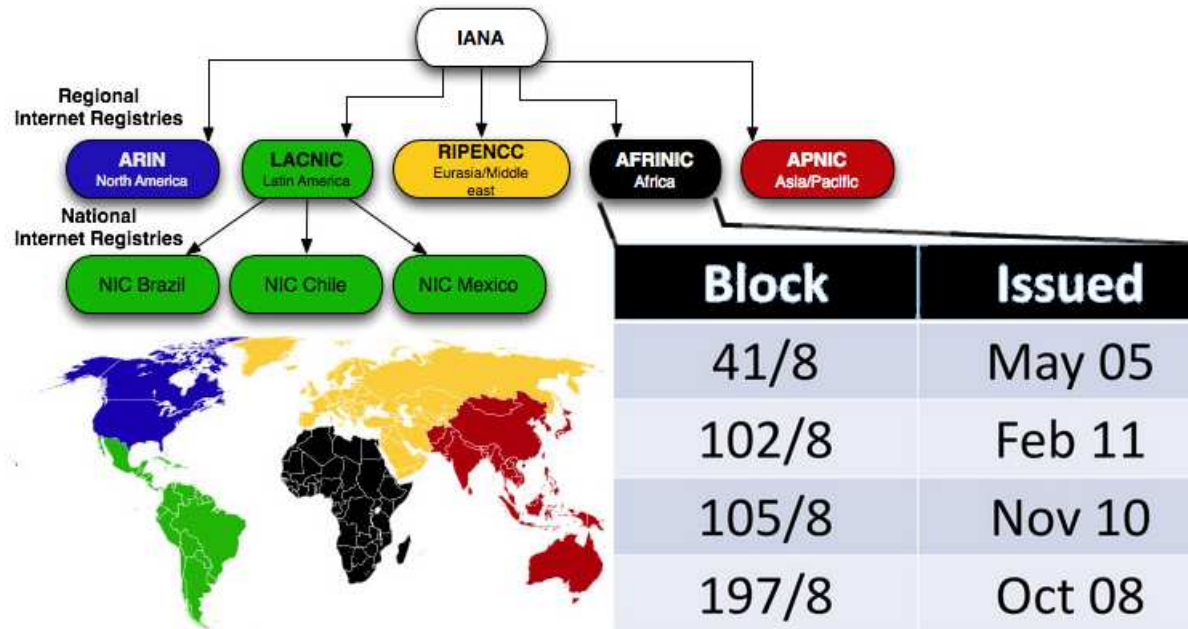 IANA
Regional
Internet Registries
ARIN
North America
LACNIC
Latin America
RIPENCC
Eurasia/Middle
east
AFRINIC
Africa
APNIC
Asia/Pacific
National
Internet Registries
NIC Brazil
NIC Chile
NIC Mexico
Block Issued
41/8 May 05
102/8 Feb 11
105/8 Nov 10
197/8 Oct 08